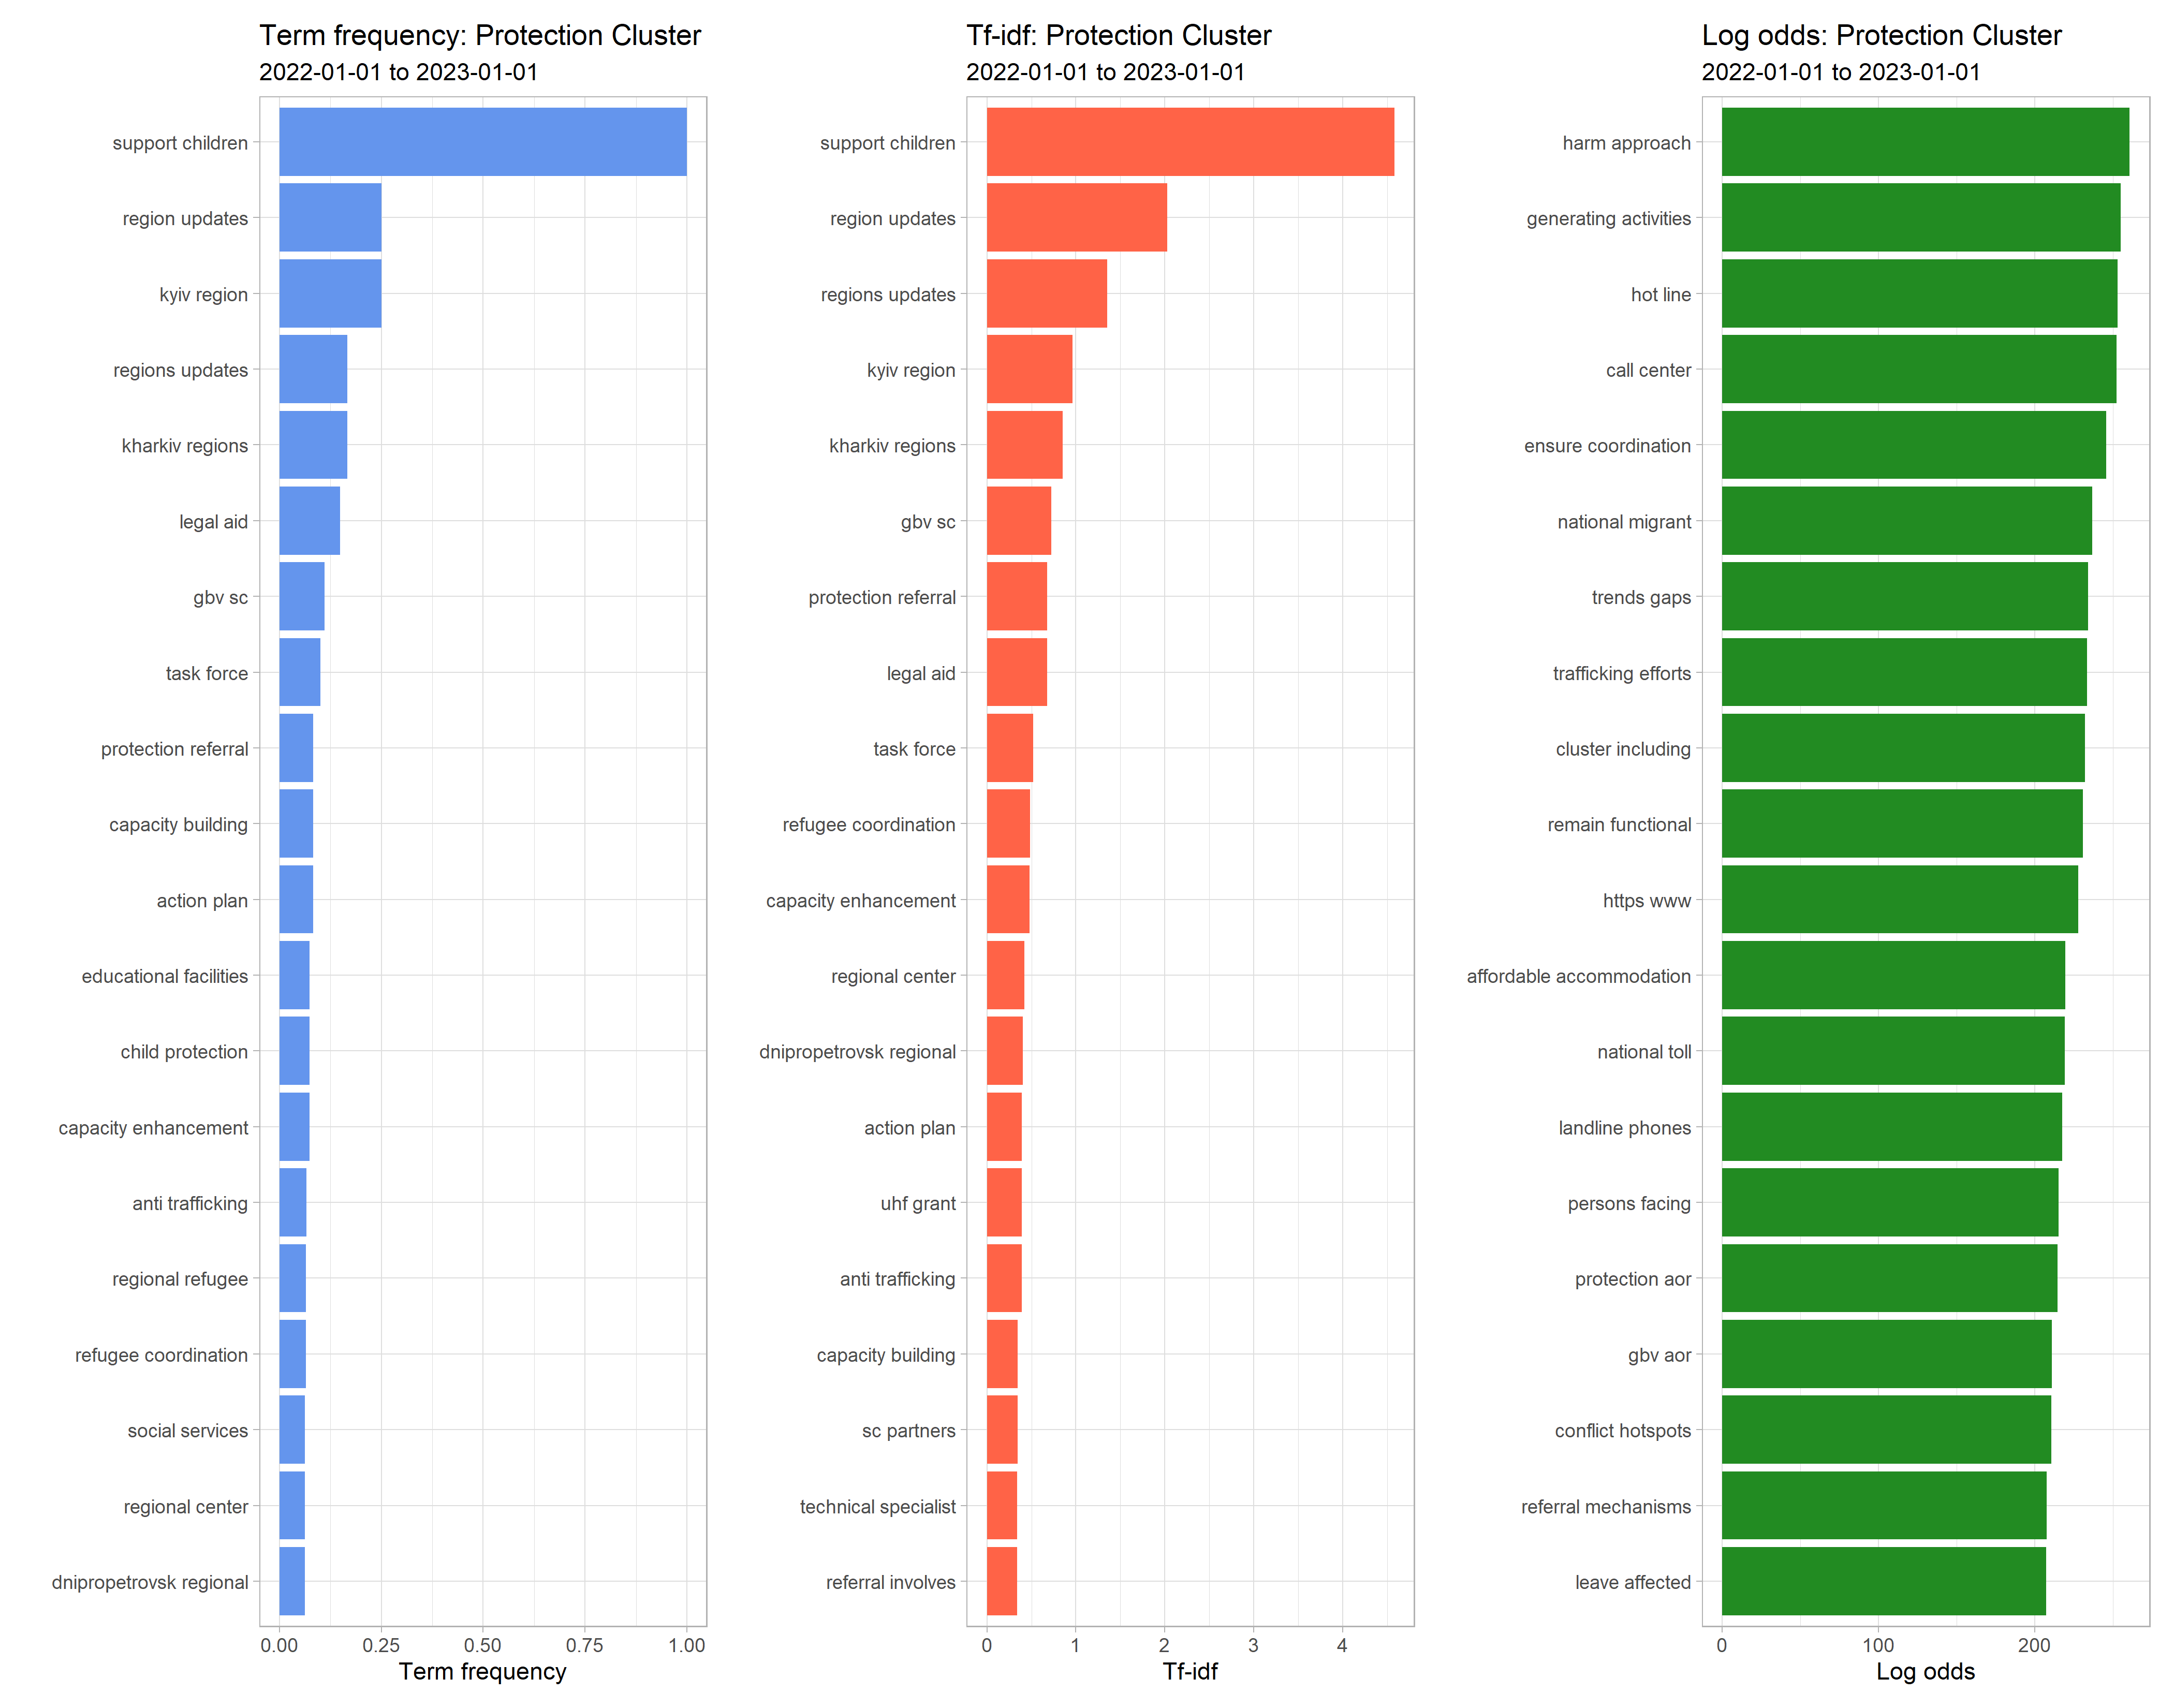 Term frequency: Protection Cluster
2022-01-01 to 2023-01-01
support children
region updates
kyiv region
regions updates
kharkiv regions
legal aid
gbv sc
task force
protection referral
capacity building
action plan
educational facilities
child protection
capacity enhancement
anti trafficking
regional refugee
refugee coordination
social services
regional center
dnipropetrovsk regional
0.00 0.25 0.50 0.75 1.00
Term frequency
Tf-idf: Protection Cluster
2022-01-01 to 2023-01-01
support children
region updates
regions updates
kyiv region
kharkiv regions
gbv sc
protection referral
legal aid
task force
refugee coordination
capacity enhancement
regional center
dnipropetrovsk regional
action plan
uhf grant
anti trafficking
capacity building
sc partners
technical specialist
referral involves
0 1 2 3 4
Tf-idf
Log odds: Protection Cluster
2022-01-01 to 2023-01-01
harm approach
generating activities
hot line
call center
ensure coordination
national migrant
trends gaps
trafficking efforts
cluster including
remain functional
https www
affordable accommodation
national toll
landline phones
persons facing
protection aor
gbv aor
conflict hotspots
referral mechanisms
leave affected
0 100 200
Log odds